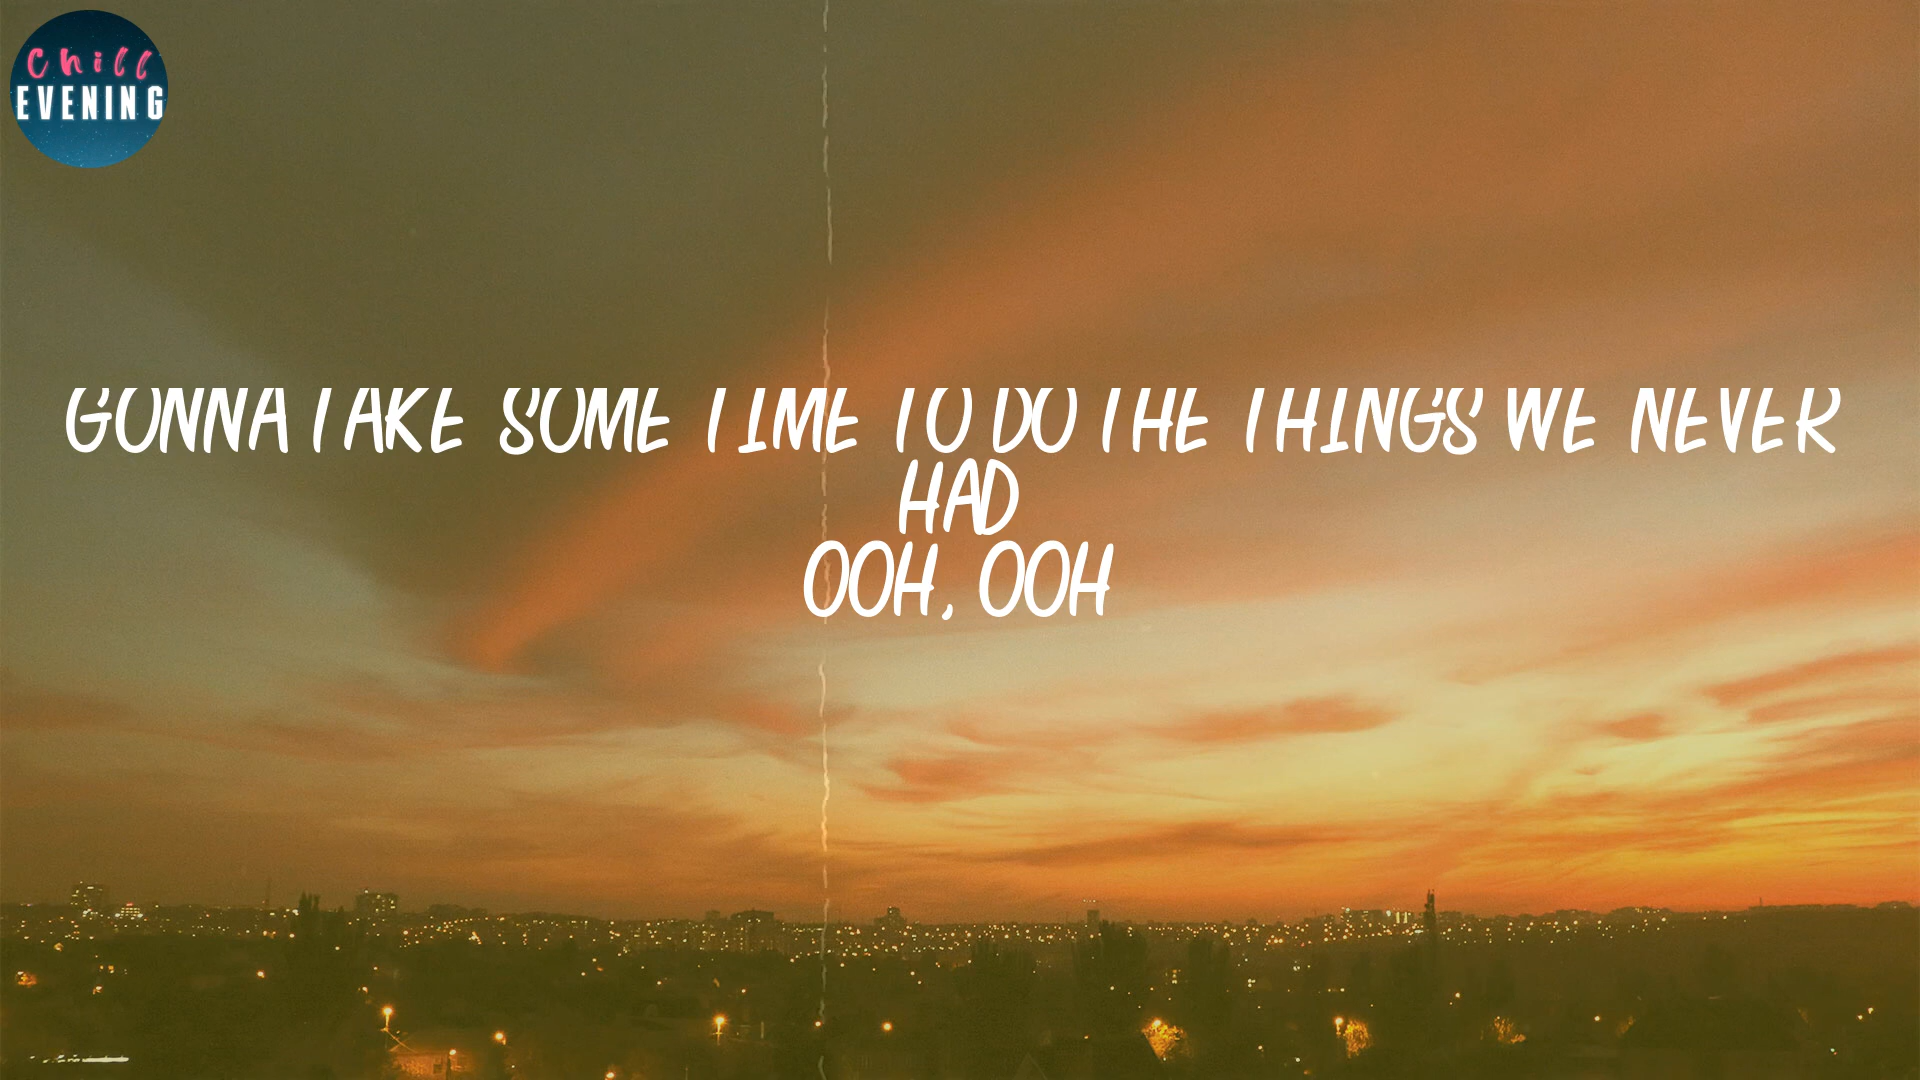 Chill
EVENING
GONNA TAKE SOME TIME TO DO THE THINGS WE NEVER
HAD
OOH, OOH